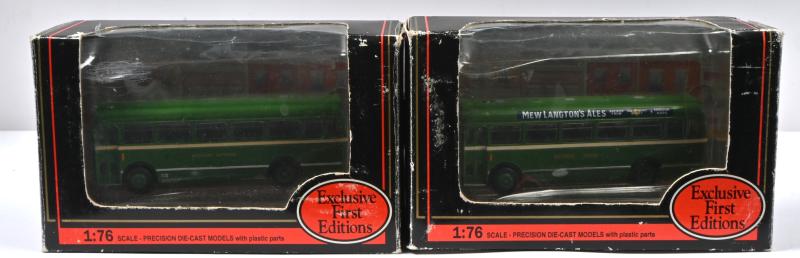 Exclusive
First
Editions
1:76 SCALE - PRECISION DIE-CAST MODELS with plastic parts
MEW LANGTON'S ALES
Exclusive
First
Editions
1:76 SCALE - PRECISION DIE-CAST MODELS with plastic parts